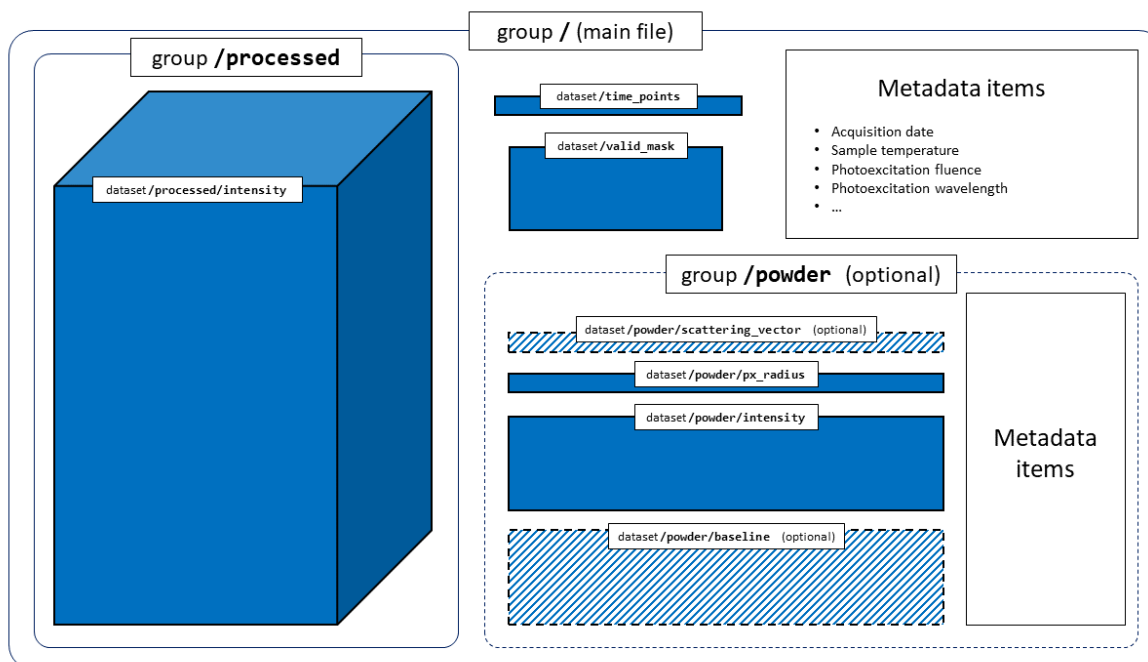 group / (main file)
group /processed
dataset /processed/intensity
dataset /time_points
dataset /valid_mask
Metadata items
• Acquisition date
• Sample temperature
• Photoexcitation fluence
• Photoexcitation wavelength
• ...
group /powder (optional)
dataset /powder/scattering_vector (optional)
dataset /powder/px_radius
dataset /powder/intensity
dataset /powder/baseline (optional)
Metadata
items